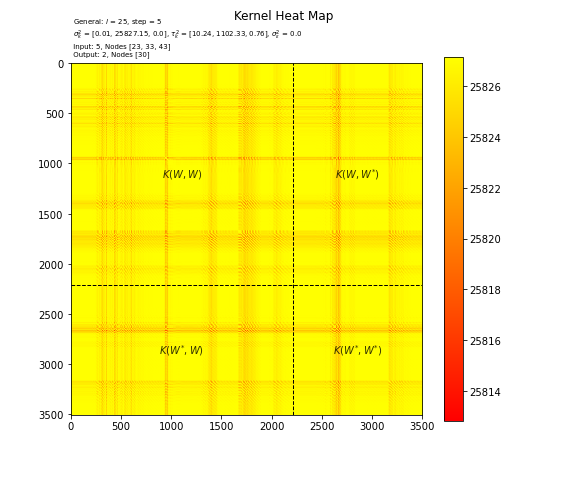 Kernel Heat Map
General: l = 25, step = 5
σ_k^2 = [0.01, 25827.15, 0.0], τ_k^2 = [10.24, 1102.33, 0.76], σ_ε^2 = 0.0
Input: 5, Nodes [23, 33, 43]
Output: 2, Nodes [30]
0
500
1000
1500
2000
2500
3000
3500
K(W, W)
K(W, W*)
K(W*, W)
K(W*, W*)
0 500 1000 1500 2000 2500 3000 3500
25826
25824
25822
25820
25818
25816
25814